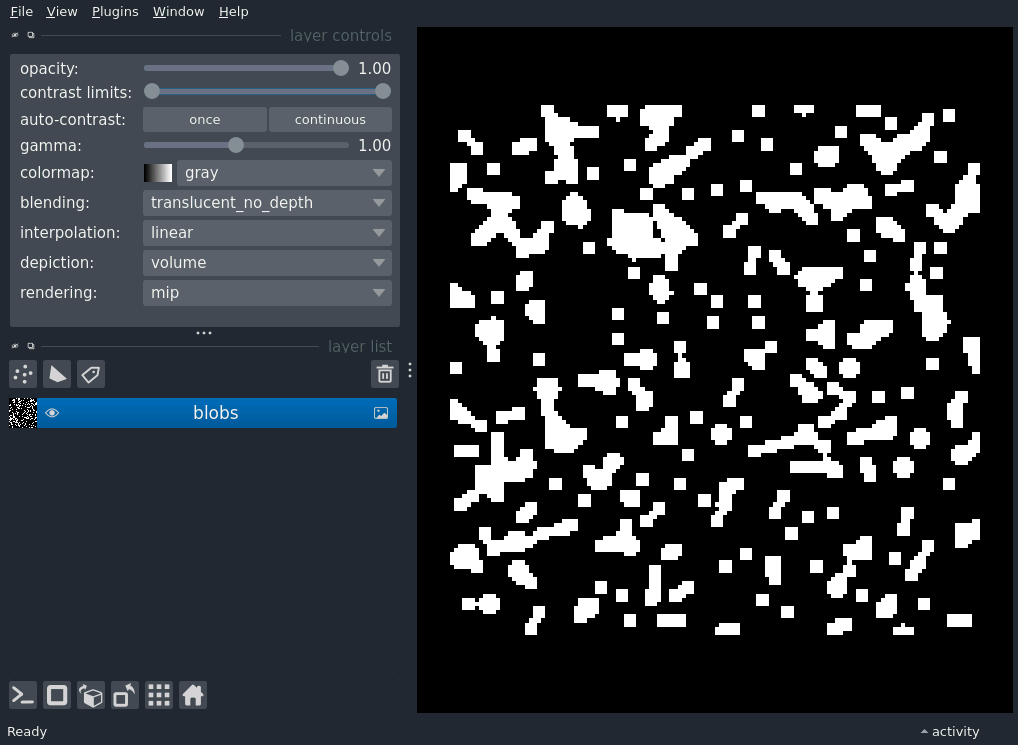 File View Plugins Window Help
layer controls
opacity: 1.00
contrast limits:
auto-contrast: once continuous
gamma: 1.00
colormap: gray
blending: translucent_no_depth
interpolation: linear
depiction: volume
rendering: mip
layer list
blobs
Ready activity